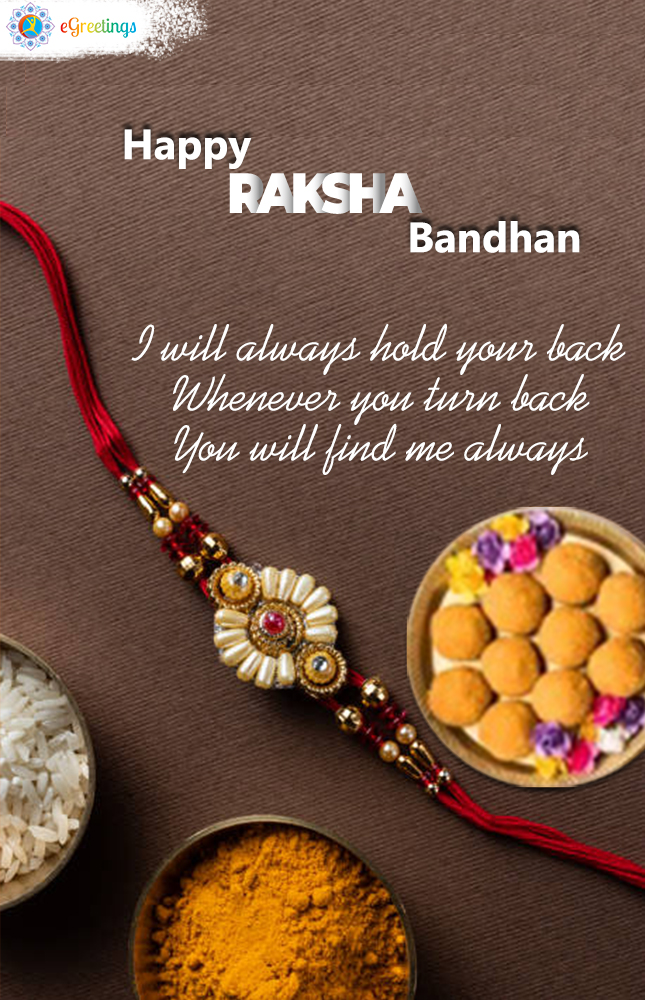 eGreetings
Happy
RAKSHA
Bandhan
I will always hold your back
Whenever you turn back
You will find me always